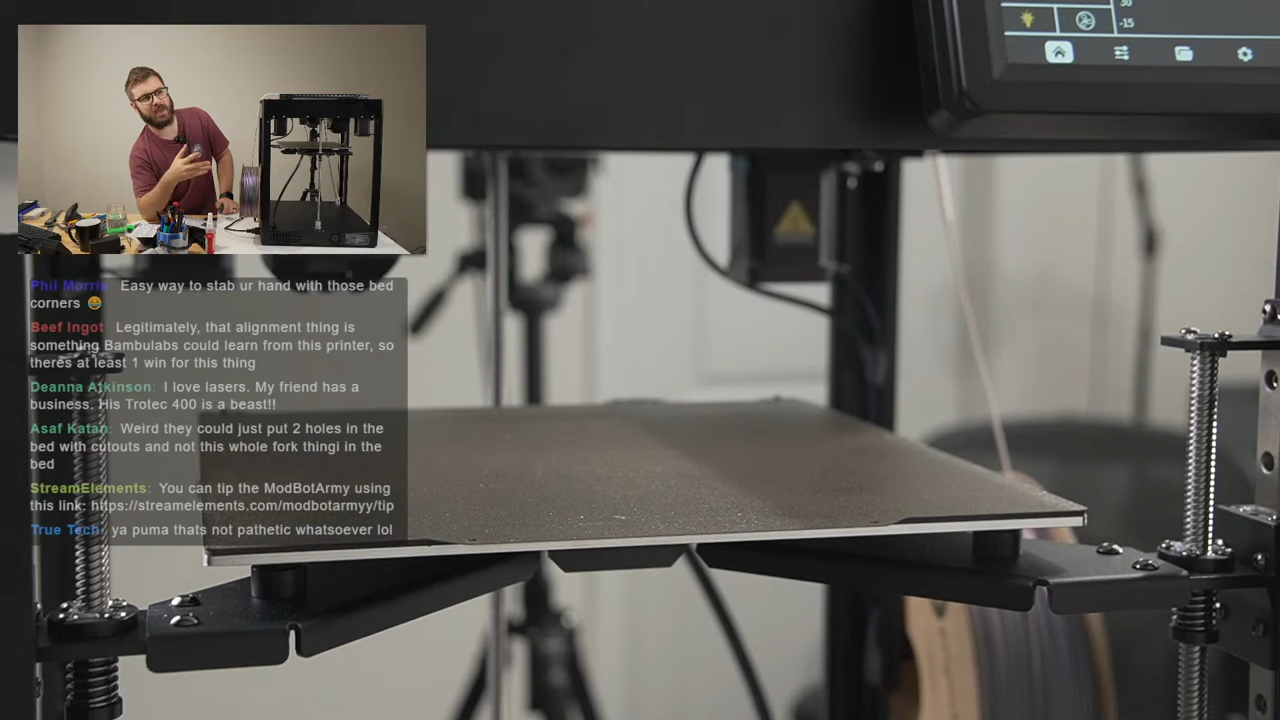 30
-15
Phil Morris: Easy way to stab ur hand with those bed
corners 😂
Beef Ingot: Legitimately, that alignment thing is
something Bambulabs could learn from this printer, so
theres at least 1 win for this thing
Deanna Atkinson: I love lasers. My friend has a
business. His Trotec 400 is a beast!!
Asaf Katan: Weird they could just put 2 holes in the
bed with cutouts and not this whole fork thingi in the
bed
StreamElements: You can tip the ModBotArmy using
this link: https://streamelements.com/modbotarmyy/tip
True Tech: ya puma thats not pathetic whatsoever lol